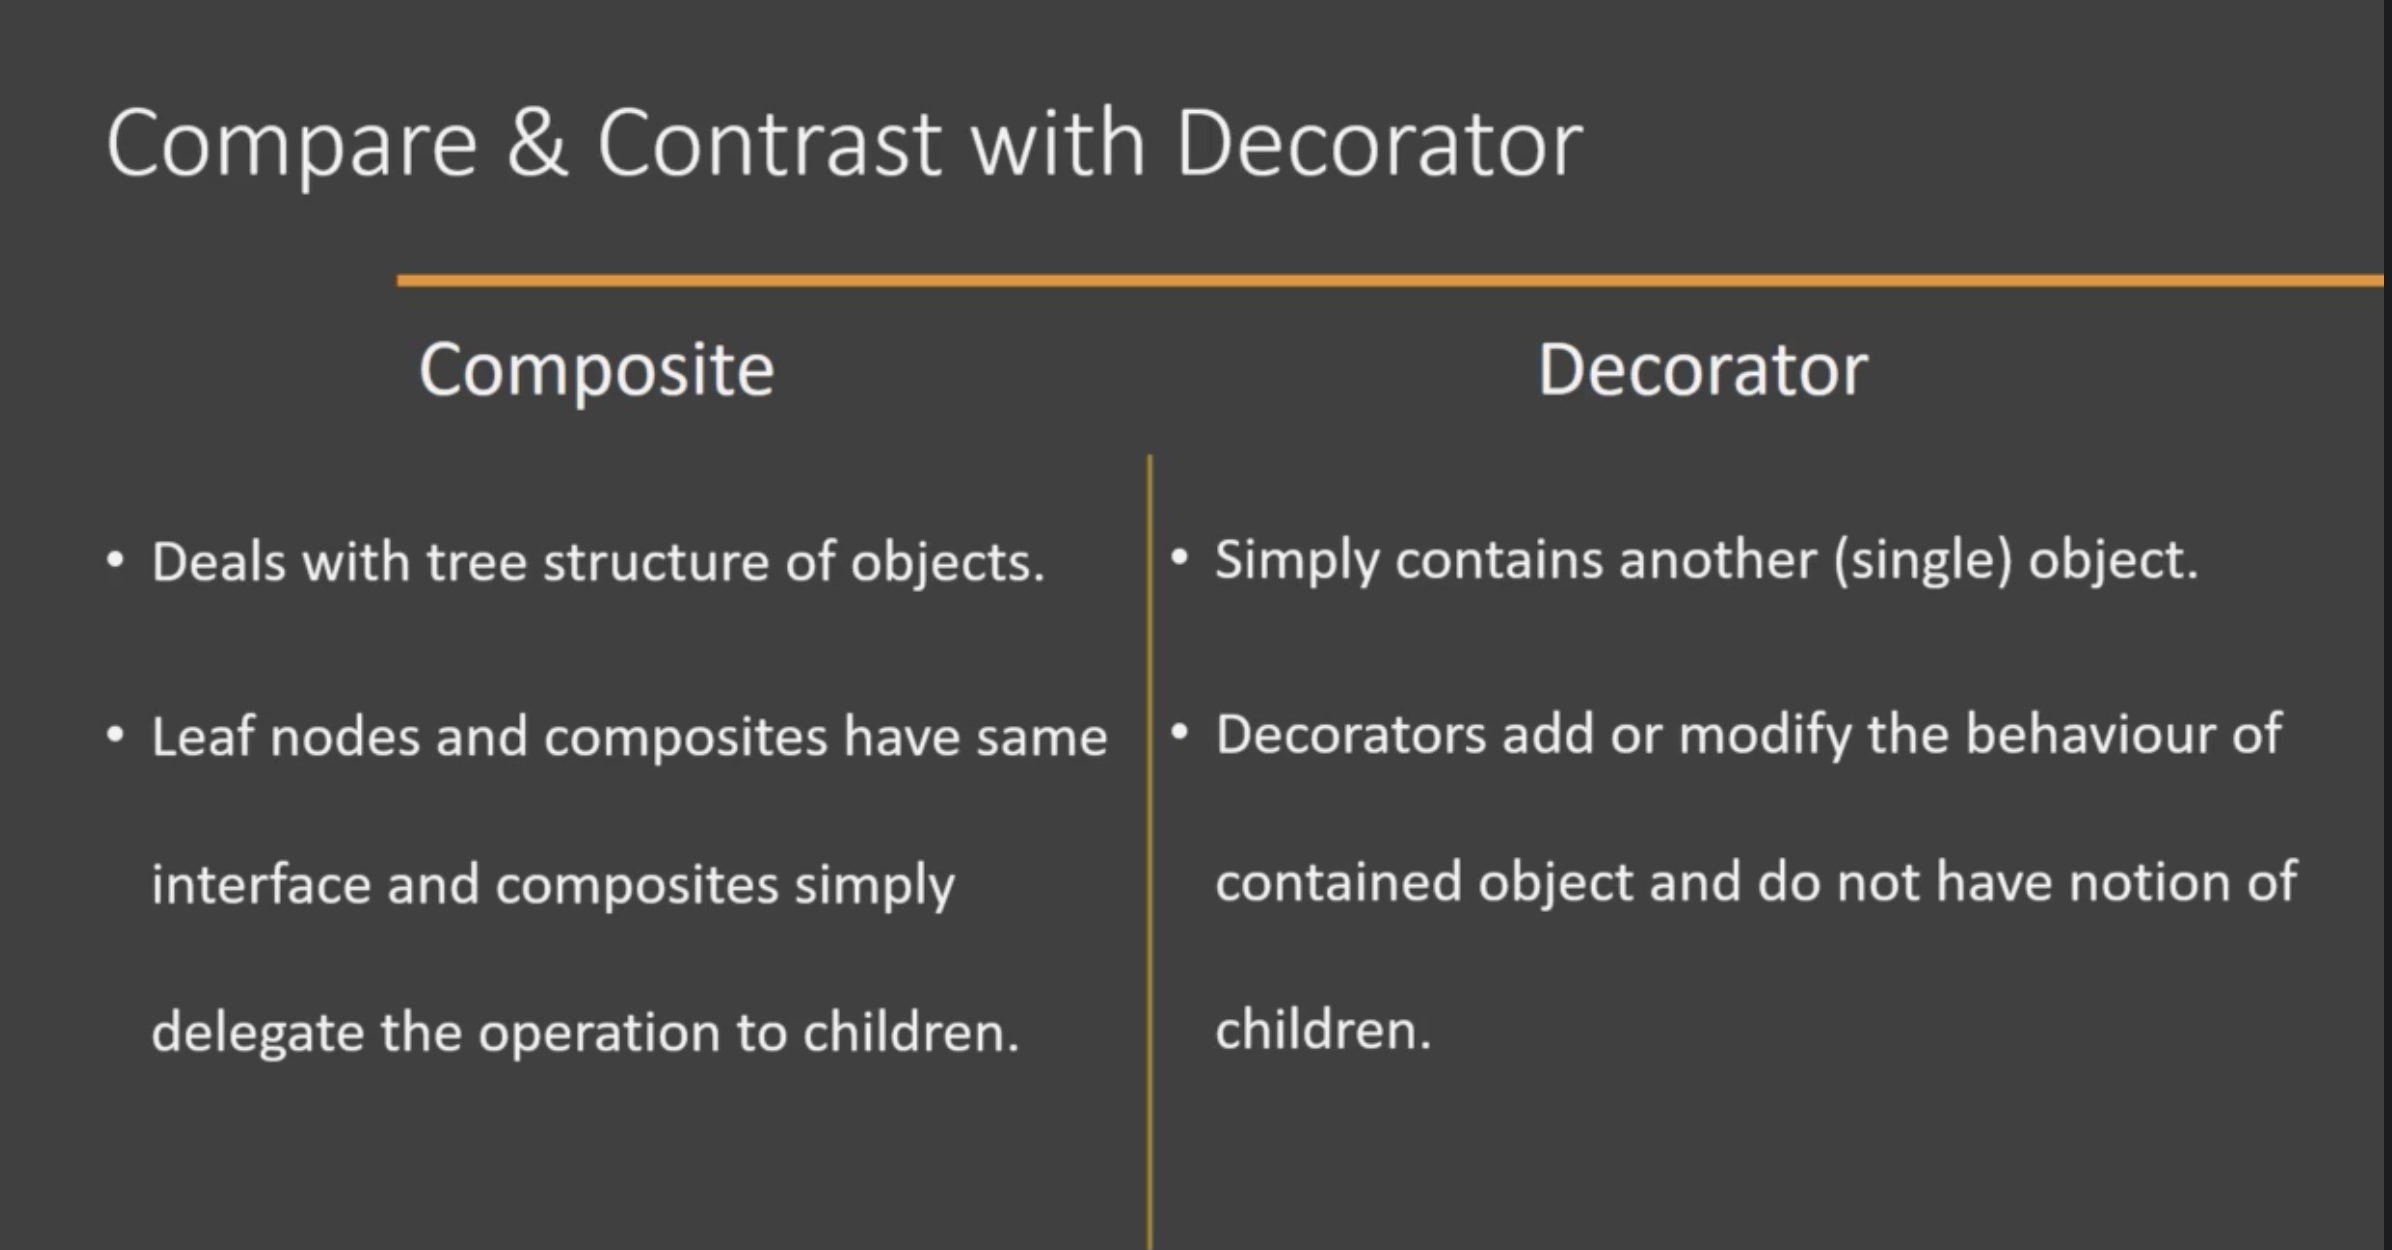 Compare & Contrast with Decorator
Composite
• Deals with tree structure of objects.
• Leaf nodes and composites have same
interface and composites simply
delegate the operation to children.
Decorator
• Simply contains another (single) object.
• Decorators add or modify the behaviour of
contained object and do not have notion of
children.